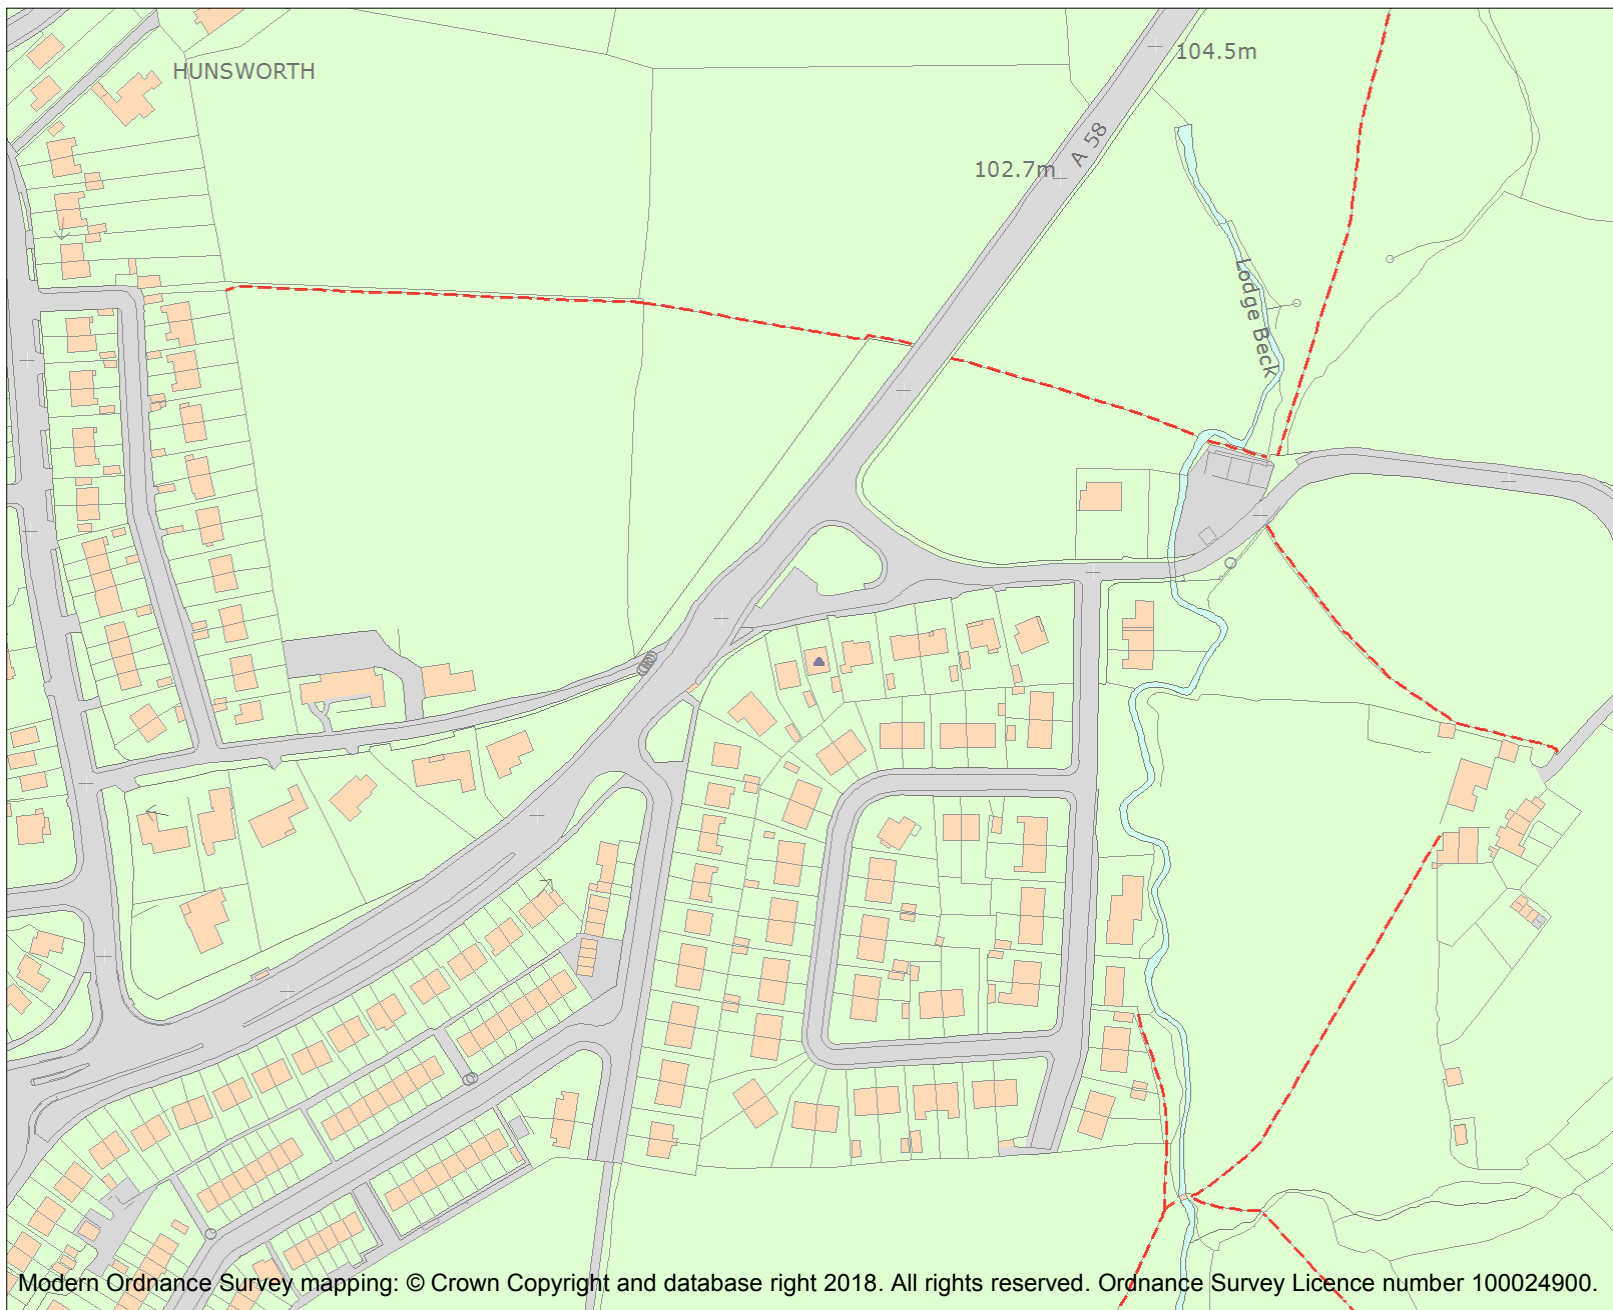 104.5m
HUNSWORTH
A 58
102.7m
Lodge Beck
Modern Ordnance Survey mapping: © Crown Copyright and database right 2018. All rights reserved. Ordnance Survey Licence number 100024900.